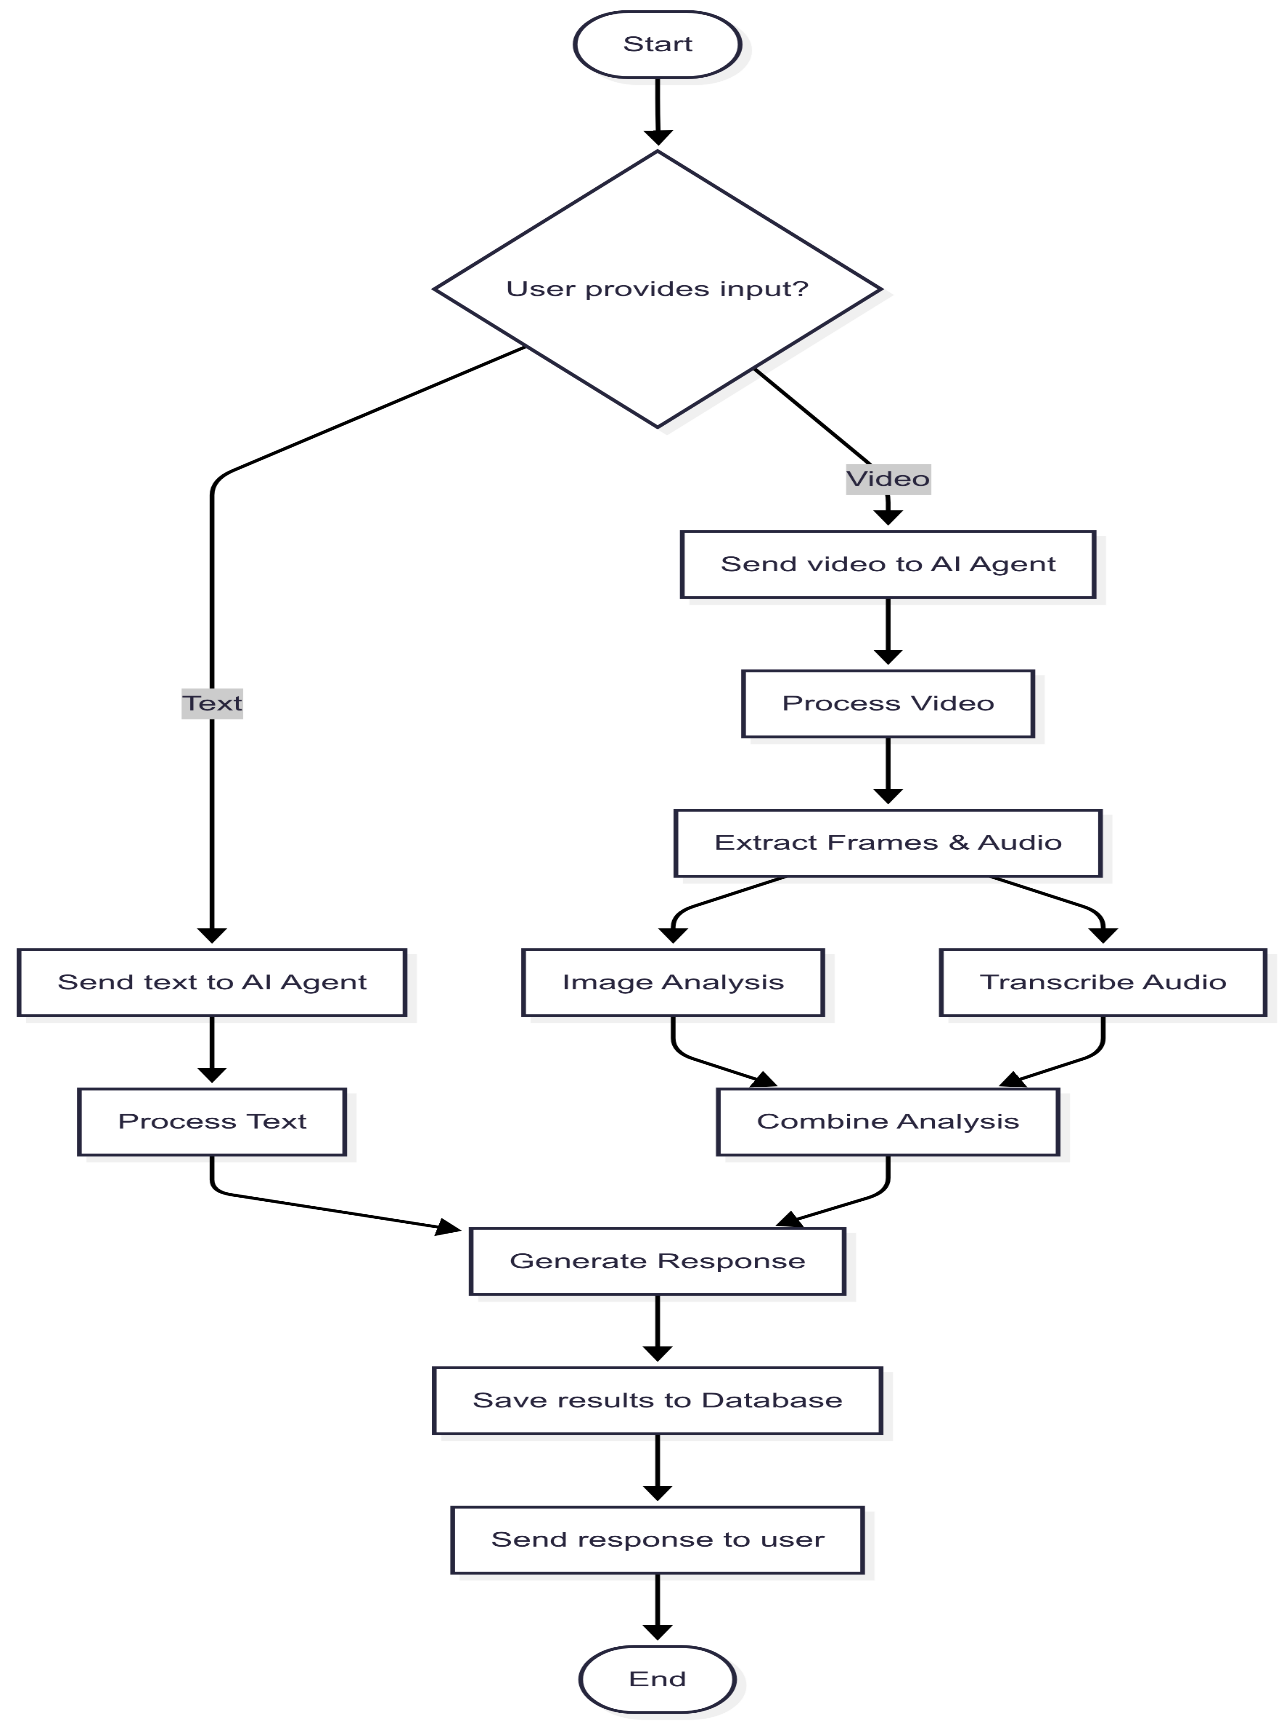 Start
User provides input?
Video
Send video to AI Agent
Text
Process Video
Extract Frames & Audio
Send text to AI Agent
Image Analysis
Transcribe Audio
Process Text
Combine Analysis
Generate Response
Save results to Database
Send response to user
End